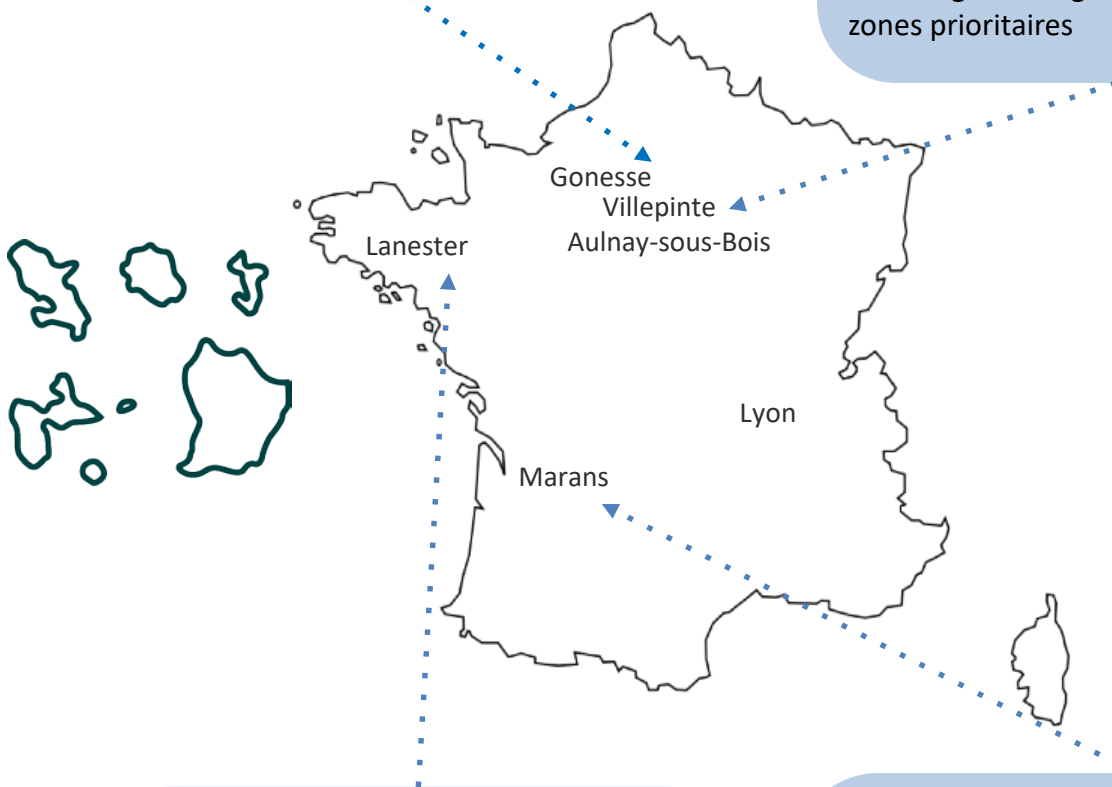 zones prioritaires
Gonesse
Villepinte
Aulnay-sous-Bois
Lanester
Lyon
Marans